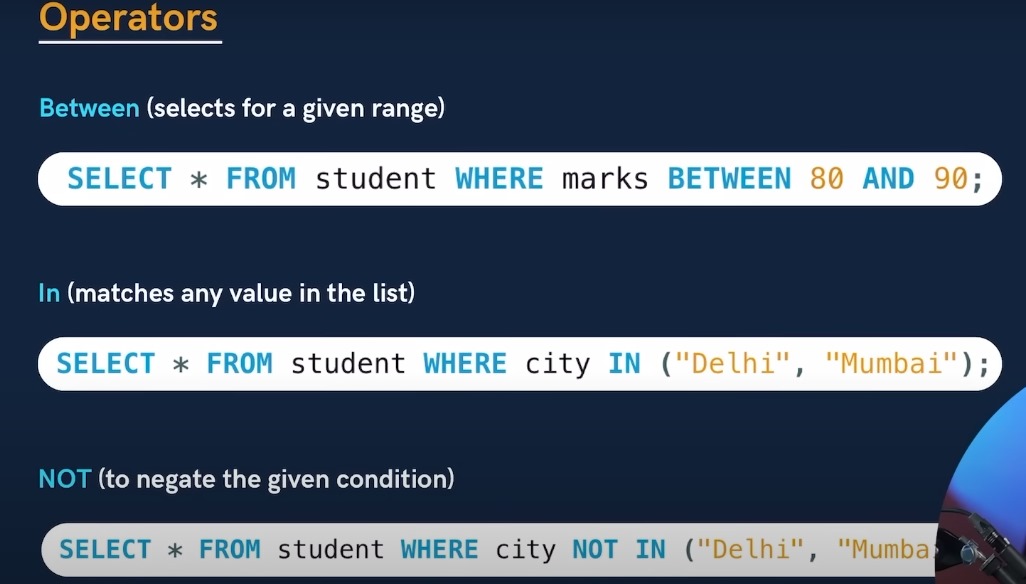 Operators
Between (selects for a given range)
SELECT * FROM student WHERE marks BETWEEN 80 AND 90;
In (matches any value in the list)
SELECT * FROM student WHERE city IN ("Delhi", "Mumbai");
NOT (to negate the given condition)
SELECT * FROM student WHERE city NOT IN ("Delhi", "Mumba